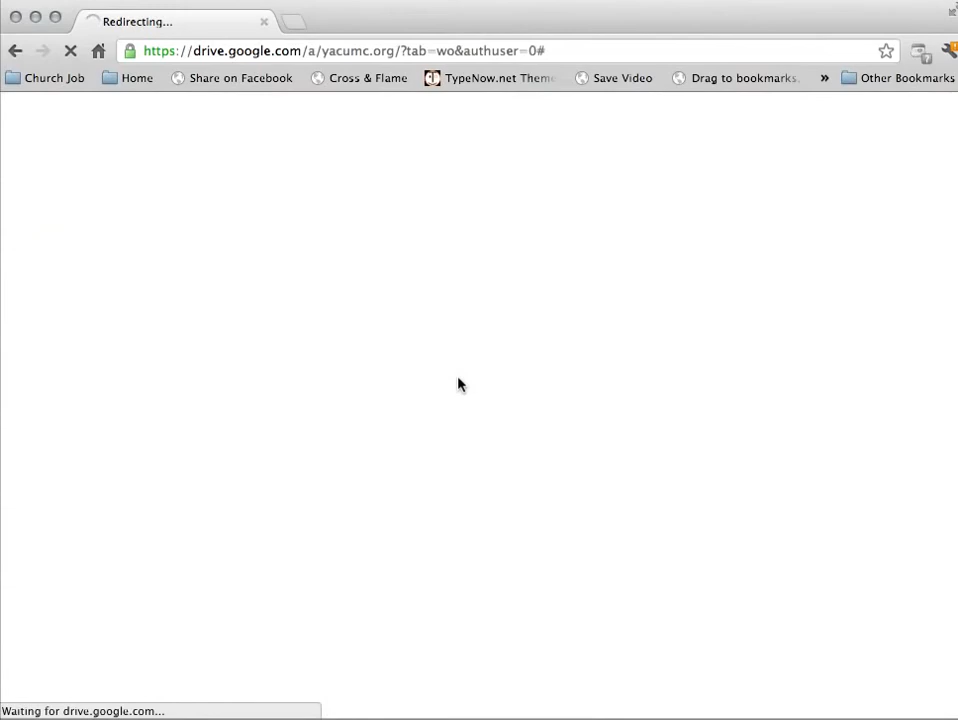 Redirecting...
https://drive.google.com/a/yacumc.org/?tab=wo&authuser=0#
Church Job Home Share on Facebook Cross & Flame TypeNow.net Them Save Video Drag to bookmarks. » Other Bookmarks
Waiting for drive.google.com...